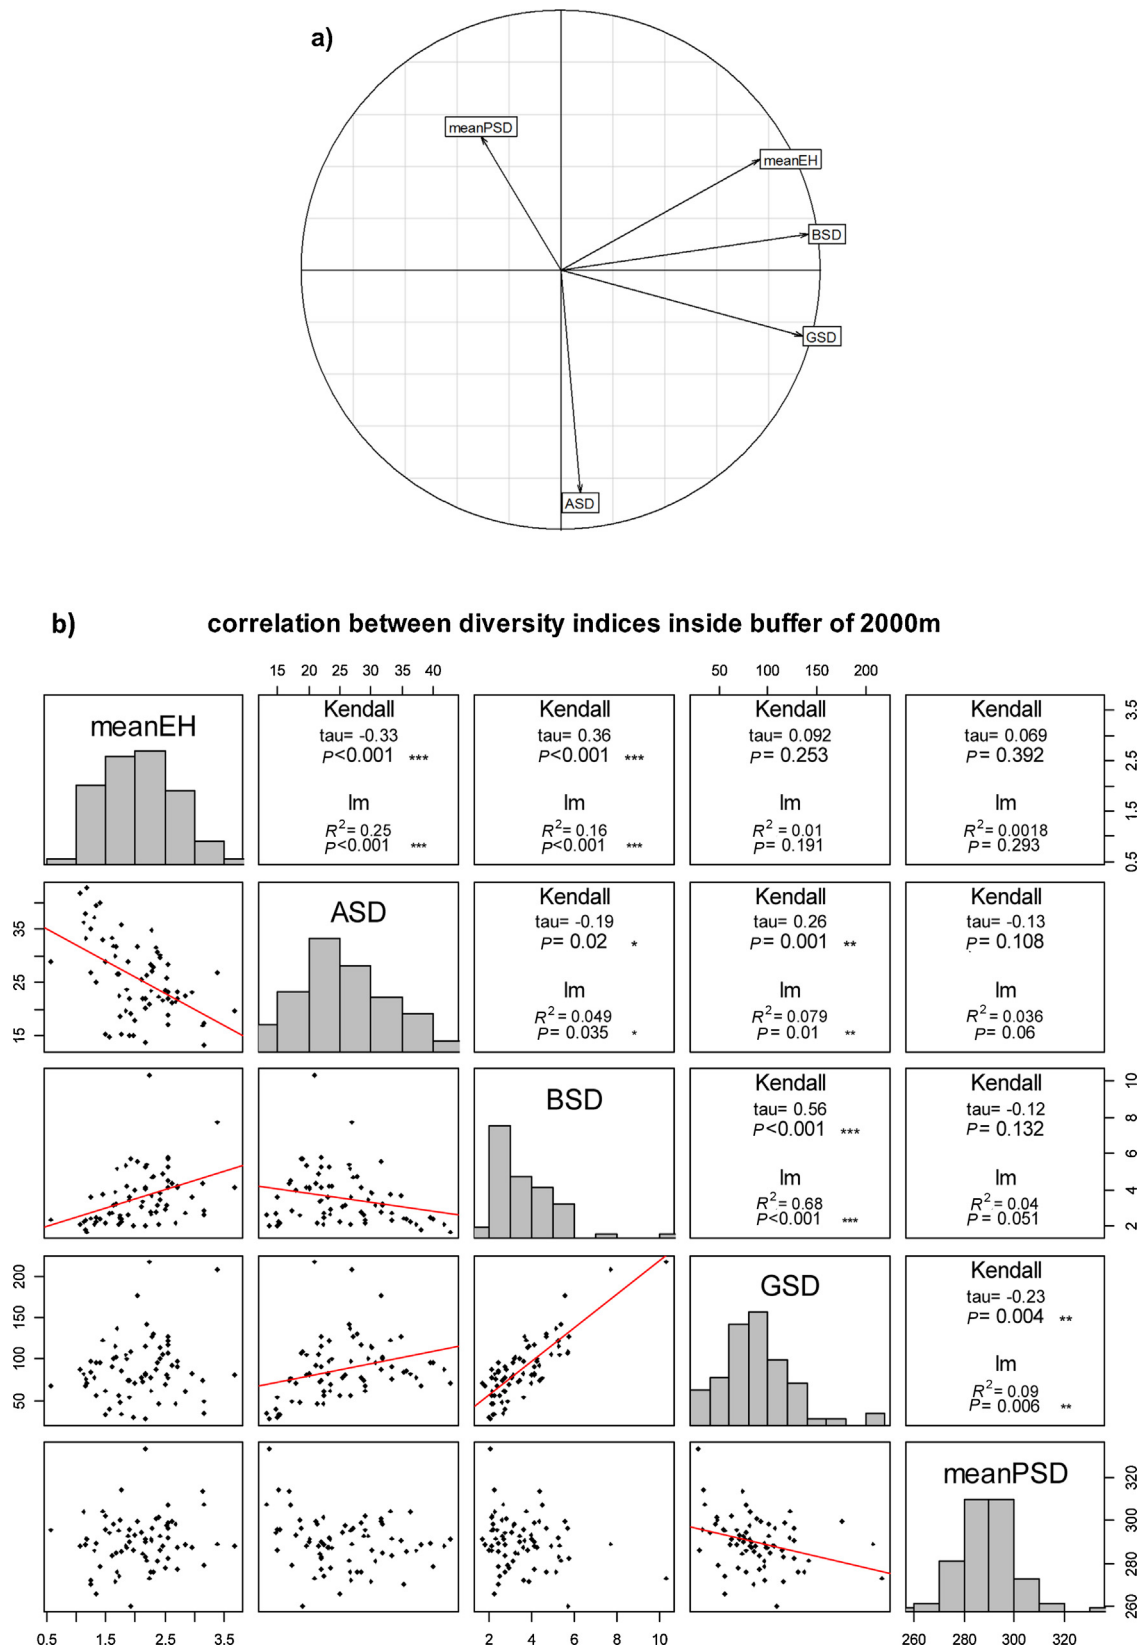 a)
meanPSD
meanEH
BSD
GSD
ASD
b) correlation between diversity indices inside buffer of 2000m
15 20 25 30 35 40
50 100 150 200
meanEH
Kendall
tau= -0.33
P<0.001 ***
lm
R2= 0.25
P<0.001 ***
Kendall
tau= 0.36
P<0.001 ***
lm
R2= 0.16
P<0.001 ***
Kendall
tau= 0.092
P= 0.253
lm
R2= 0.01
P= 0.191
Kendall
tau= 0.069
P= 0.392
lm
R2= 0.0018
P= 0.293
0.5 1.5 2.5 3.5
15 25 35
ASD
Kendall
tau= -0.19
P= 0.02 *
lm
R2= 0.049
P= 0.035 *
Kendall
tau= 0.26
P= 0.001 **
lm
R2= 0.079
P= 0.01 **
Kendall
tau= -0.13
P= 0.108
lm
R2= 0.036
P= 0.06
BSD
Kendall
tau= 0.56
P<0.001 ***
lm
R2= 0.68
P<0.001 ***
Kendall
tau= -0.12
P= 0.132
lm
R2= 0.04
P= 0.051
2 4 6 8 10
50 100 150 200
GSD
Kendall
tau= -0.23
P= 0.004 **
lm
R2= 0.09
P= 0.006 **
meanPSD
260 280 300 320
0.5 1.5 2.5 3.5
2 4 6 8 10
260 280 300 320